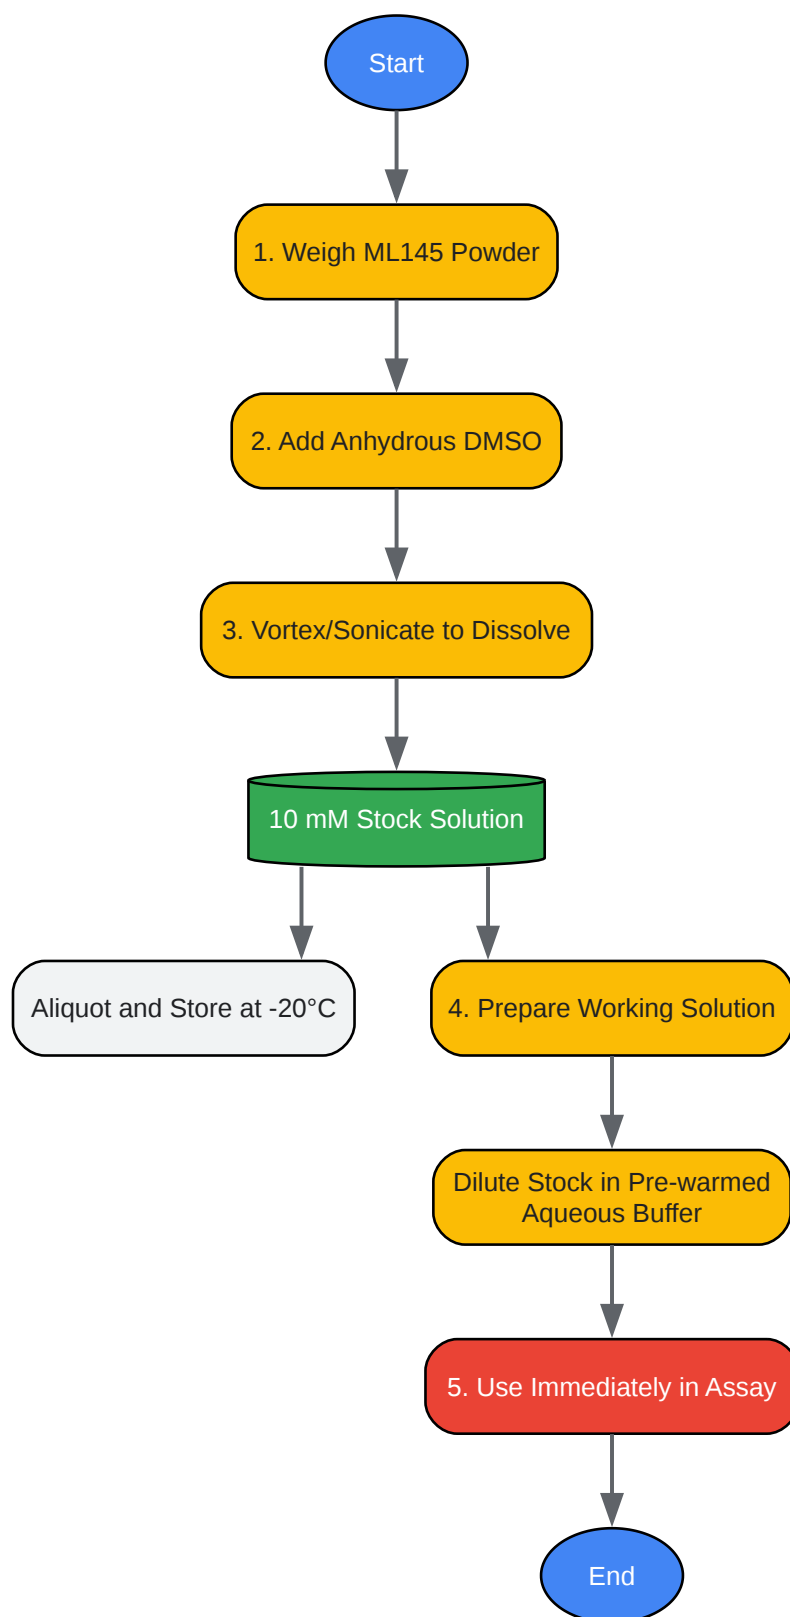 Start
1. Weigh ML145 Powder
2. Add Anhydrous DMSO
3. Vortex/Sonicate to Dissolve
10 mM Stock Solution
Aliquot and Store at -20°C
4. Prepare Working Solution
Dilute Stock in Pre-warmed
Aqueous Buffer
5. Use Immediately in Assay
End